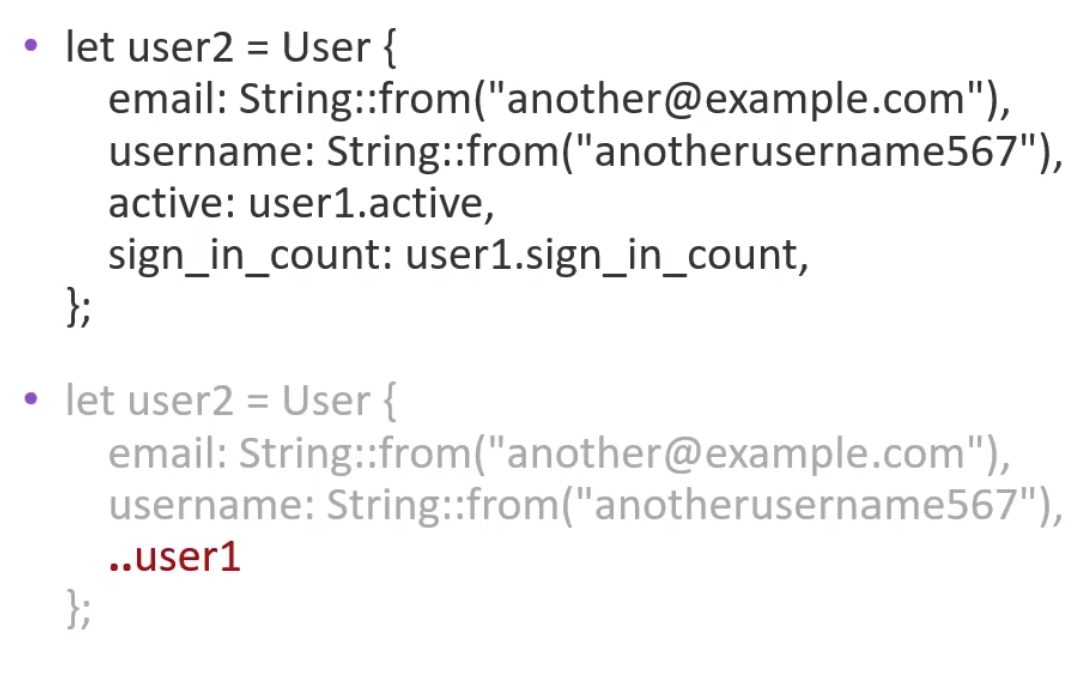 • let user2 = User {
email: String::from("another@example.com"),
username: String::from("anotherusername567"),
active: user1.active,
sign_in_count: user1.sign_in_count,
};
• let user2 = User {
email: String::from("another@example.com"),
username: String::from("anotherusername567"),
..user1
};